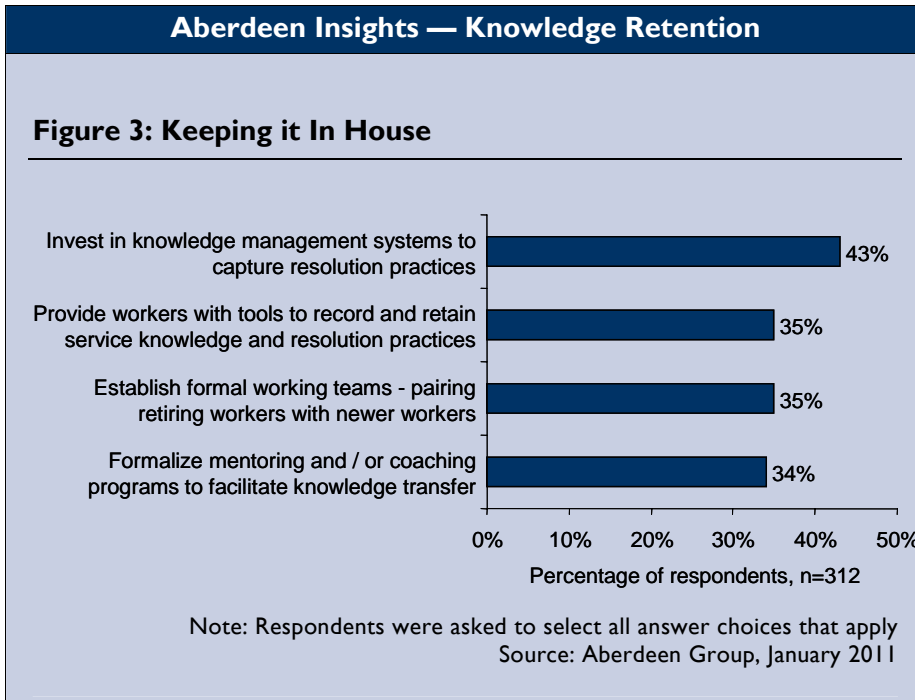 Aberdeen Insights — Knowledge Retention
Figure 3: Keeping it In House
Invest in knowledge management systems to
capture resolution practices
43%
Provide workers with tools to record and retain
service knowledge and resolution practices
35%
Establish formal working teams - pairing
retiring workers with newer workers
35%
Formalize mentoring and / or coaching
programs to facilitate knowledge transfer
34%
0% 10% 20% 30% 40% 50%
Percentage of respondents, n=312
Note: Respondents were asked to select all answer choices that apply
Source: Aberdeen Group, January 2011